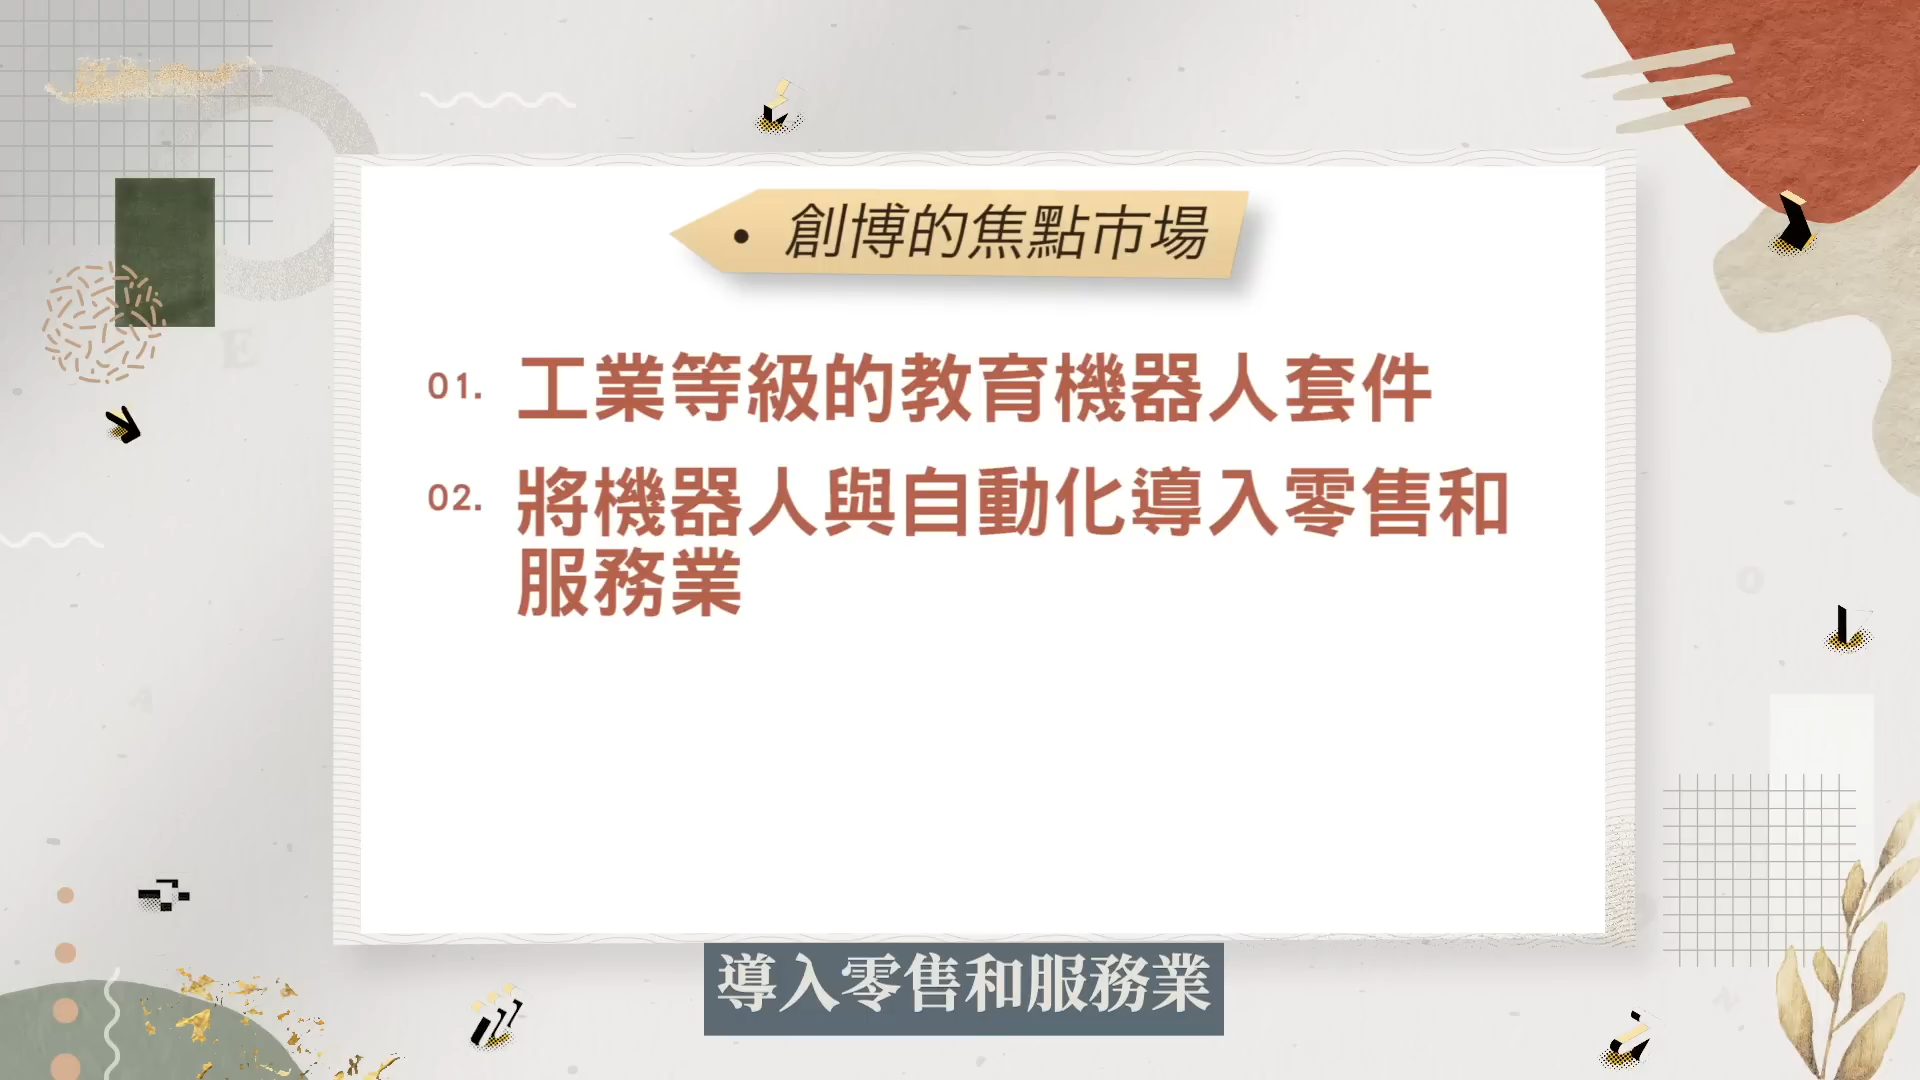 創博的焦點市場
01. 工業等級的教育機器人套件
02. 將機器人與自動化導入零售和
服務業
導入零售和服務業